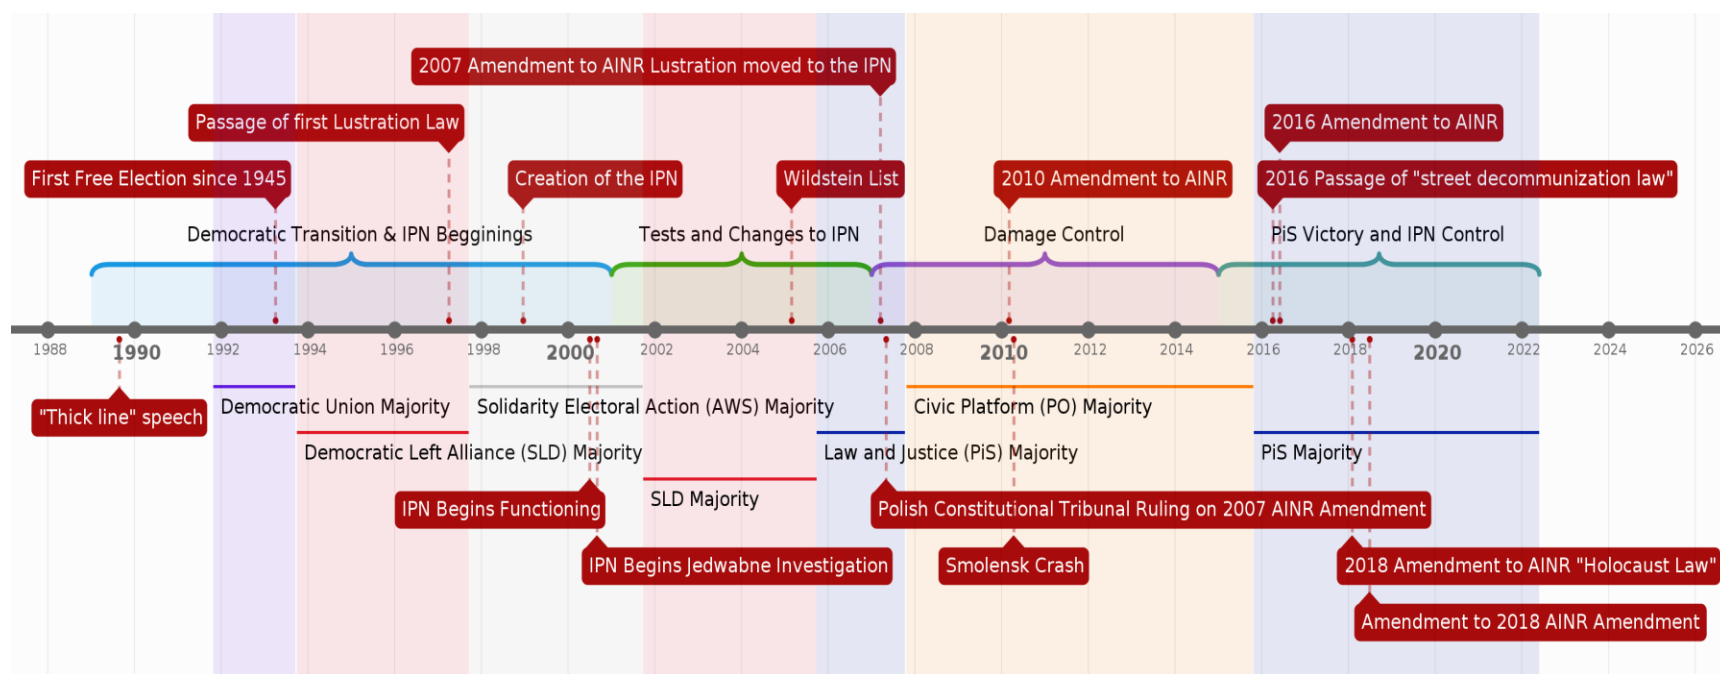 2007 Amendment to AINR Lustration moved to the IPN
Passage of first Lustration Law
2016 Amendment to AINR
First Free Election since 1945
Creation of the IPN
Wildstein List
2010 Amendment to AINR
2016 Passage of "street decommunization law"
Democratic Transition & IPN Begginings
Tests and Changes to IPN
Damage Control
PiS Victory and IPN Control
1988
1990
1992
1994
1996
1998
2000
2002
2004
2006
2008
2010
2012
2014
2016
2018
2020
2022
2024
2026
"Thick line" speech
Democratic Union Majority
Solidarity Electoral Action (AWS) Majority
Civic Platform (PO) Majority
Democratic Left Alliance (SLD) Majority
Law and Justice (PiS) Majority
PiS Majority
SLD Majority
IPN Begins Functioning
Polish Constitutional Tribunal Ruling on 2007 AINR Amendment
IPN Begins Jedwabne Investigation
Smolensk Crash
2018 Amendment to AINR "Holocaust Law"
Amendment to 2018 AINR Amendment